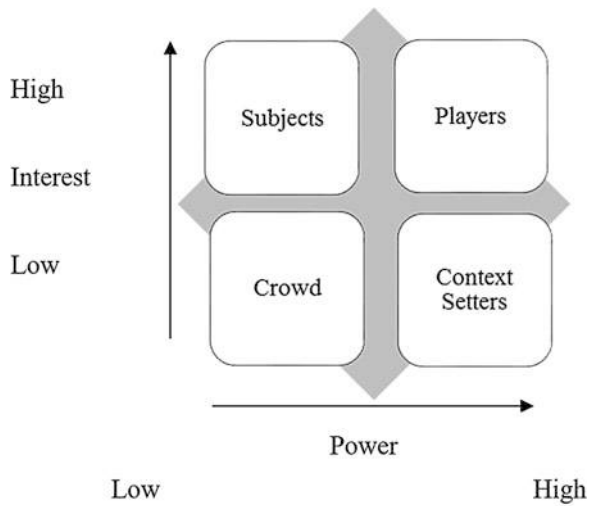 High
Interest
Low
Subjects
Players
Crowd
Context
Setters
Power
Low
High